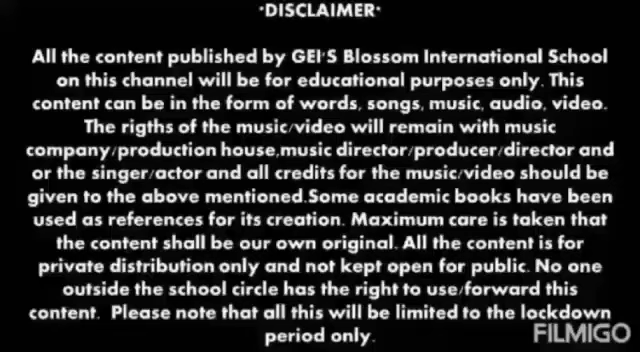 •DISCLAIMER•
All the content published by GEI'S Blossom International School
on this channel will be for educational purposes only. This
content can be in the form of words, songs, music, audio, video.
The rigths of the music/video will remain with music
company/production house,music director/producer/director and
or the singer/actor and all credits for the music/video should be
given to the above mentioned.Some academic books have been
used as references for its creation. Maximum care is taken that
the content shall be our own original. All the content is for
private distribution only and not kept open for public. No one
outside the school circle has the right to use/forward this
content.  Please note that all this will be limited to the lockdown
period only.
FILMIGO